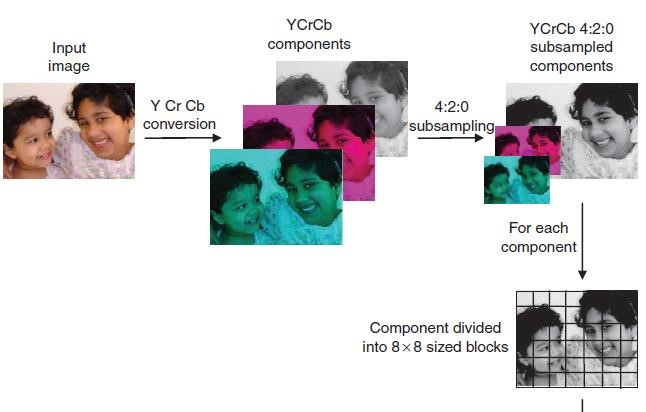 Input
image
Y Cr Cb
conversion
YCrCb
components
4:2:0
subsampling
YCrCb 4:2:0
subsampled
components
For each
component
Component divided
into 8×8 sized blocks